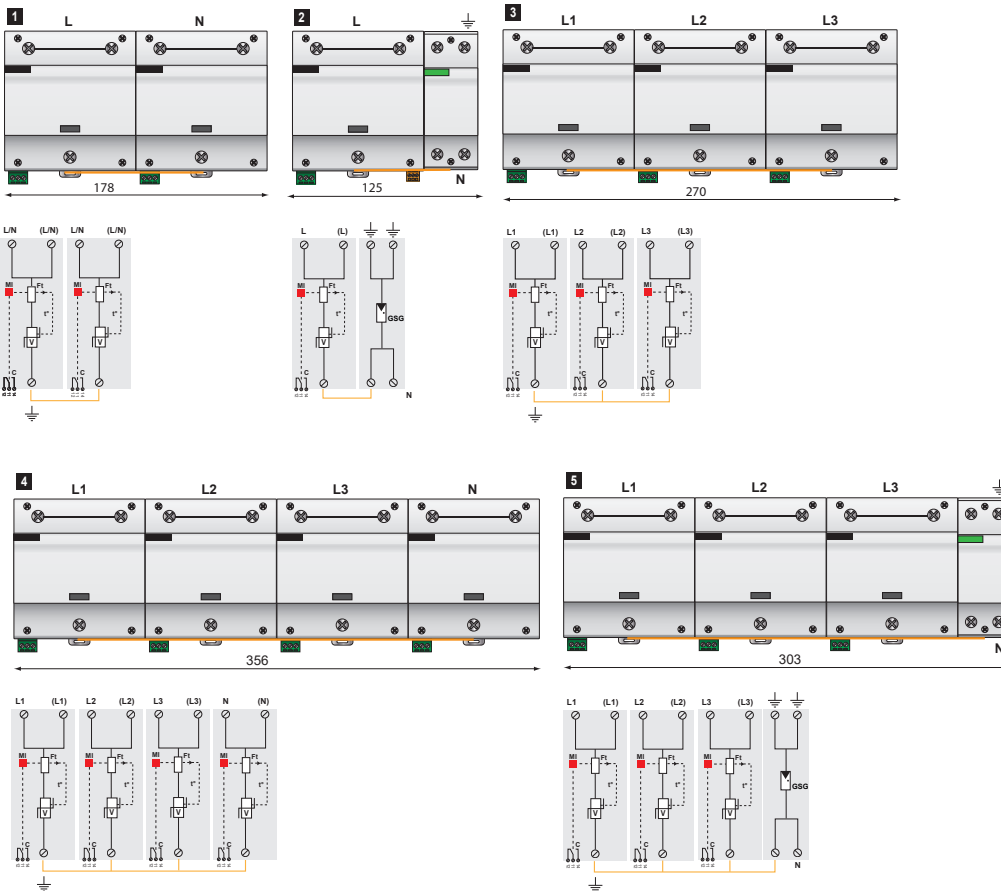 1 L N
2 L
3 L1 L2 L3
178
125 N
270
L/N (L/N) L/N (L/N)
MI Ft MI Ft
t° t°
V V
C C
L (L)
MI Ft
t° GSG
V
C
N
L1 (L1) L2 (L2) L3 (L3)
MI Ft MI Ft MI Ft
t° t° t°
V V V
C C C
4 L1 L2 L3 N
5 L1 L2 L3
356
303 N
L1 (L1) L2 (L2) L3 (L3) N (N)
MI Ft MI Ft MI Ft MI Ft
t° t° t° t°
V V V V
C C C C
L1 (L1) L2 (L2) L3 (L3)
MI Ft MI Ft MI Ft
t° t° t° GSG
V V V
C C C
N